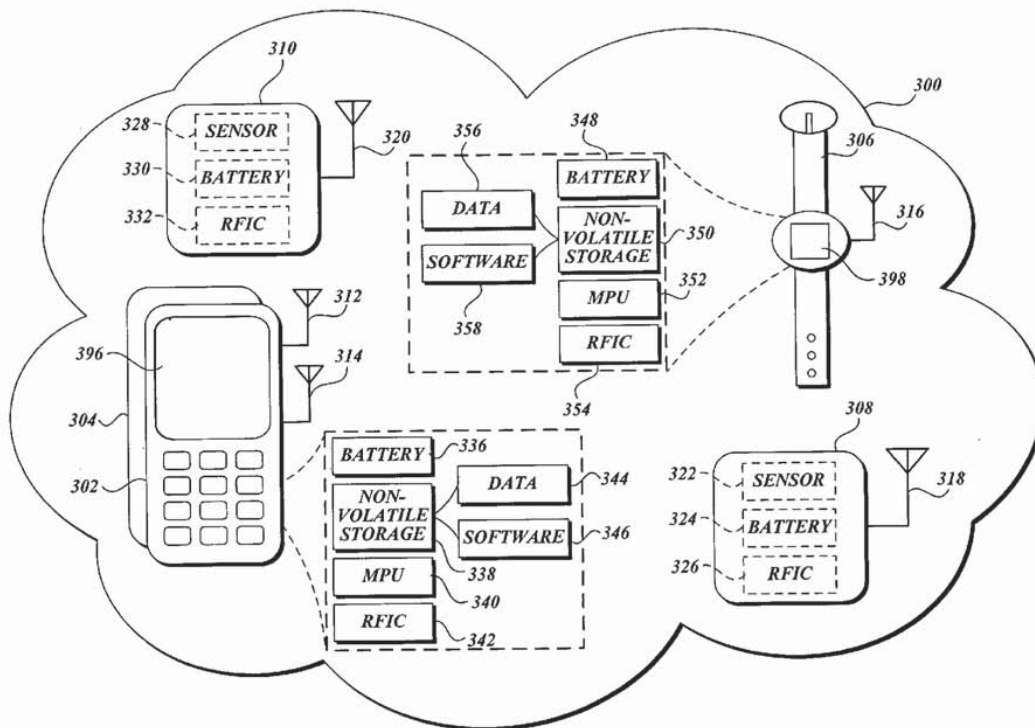 310
300
328
SENSOR
330
BATTERY
332
RFIC
320
356
348
306
BATTERY
DATA
NON-
VOLATILE
STORAGE
350
316
SOFTWARE
398
MPU
352
358
RFIC
354
312
314
396
304
302
308
BATTERY
336
DATA
344
NON-
VOLATILE
STORAGE
SOFTWARE
346
338
MPU
340
RFIC
342
322
SENSOR
324
BATTERY
326
RFIC
318